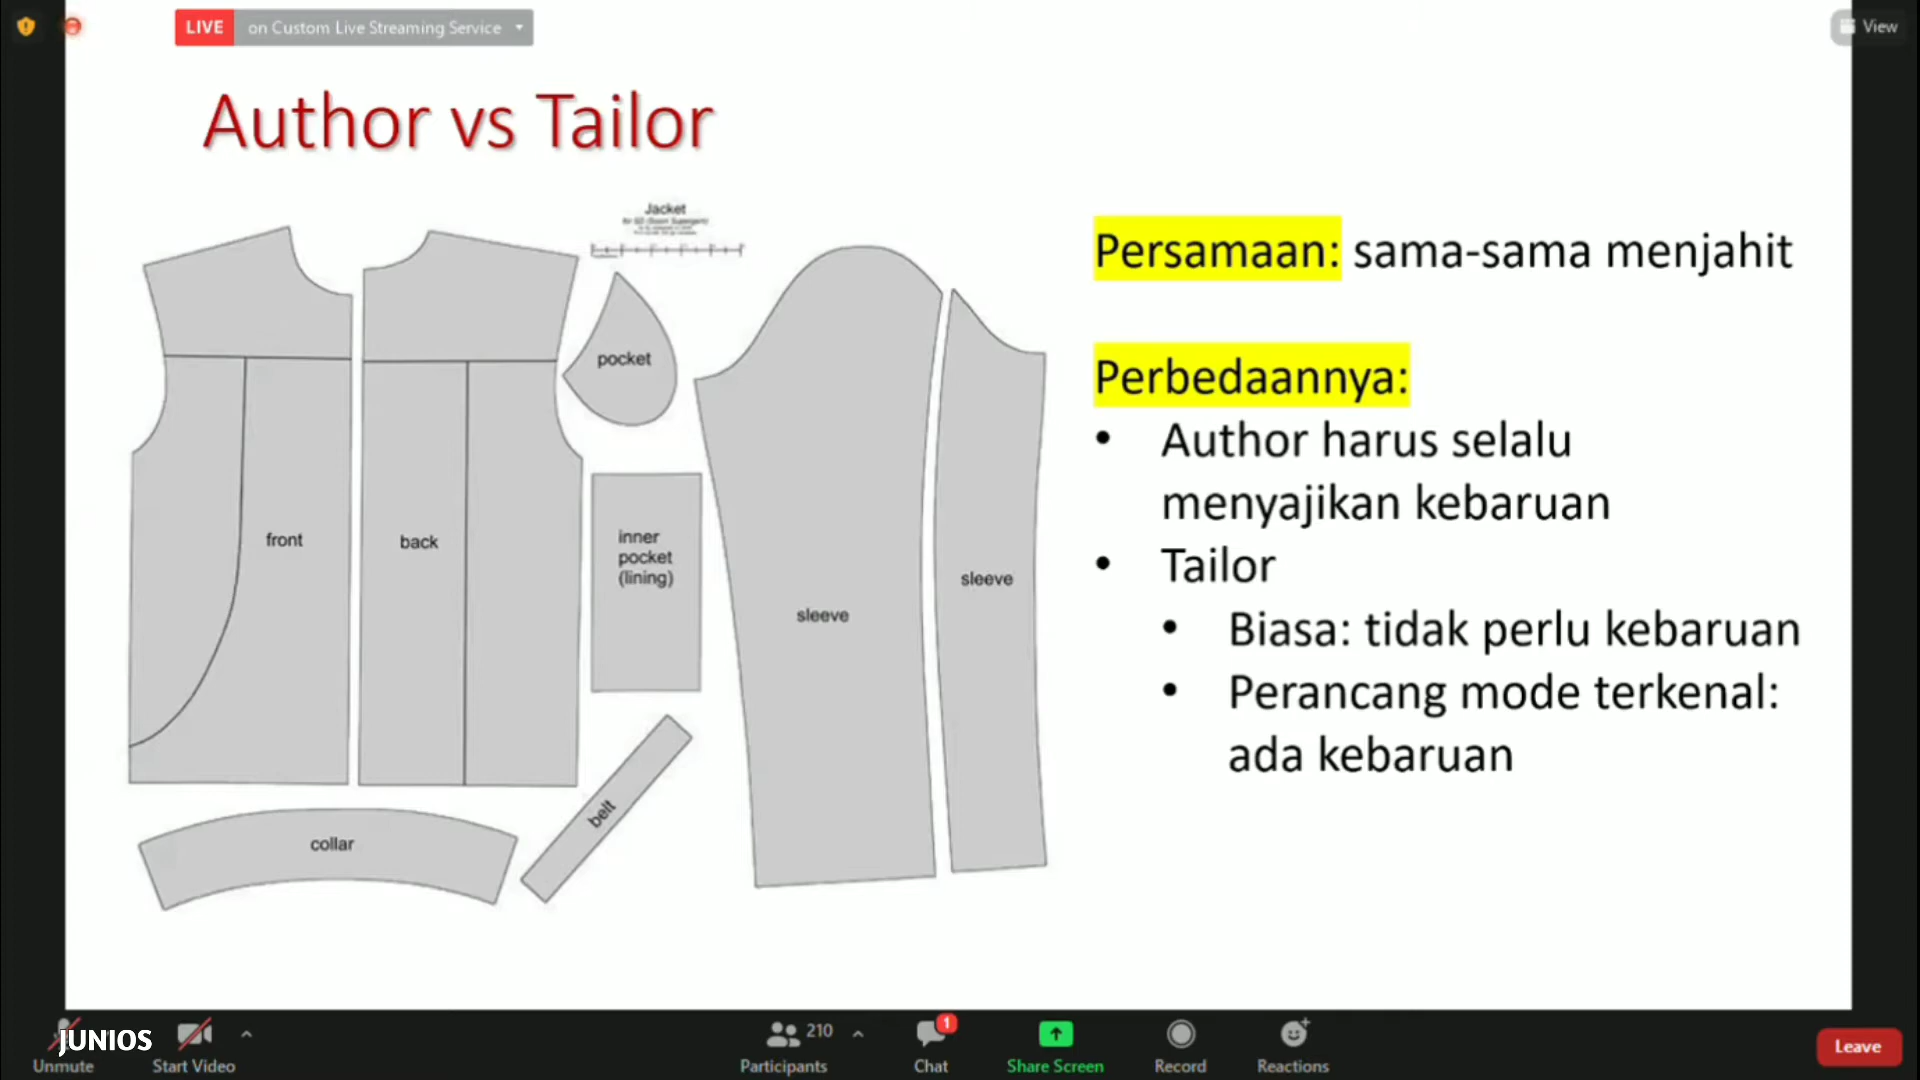 LIVE on Custom Live Streaming Service
View
Author vs Tailor
Jacket
pocket
front
back
inner
pocket
(lining)
sleeve
sleeve
belt
collar
Persamaan: sama-sama menjahit
Perbedaannya:
• Author harus selalu
menyajikan kebaruan
• Tailor
• Biasa: tidak perlu kebaruan
• Perancang mode terkenal:
ada kebaruan
JUNIOS
Unmute
Start Video
210
Participants
1
Chat
Share Screen
Record
Reactions
Leave